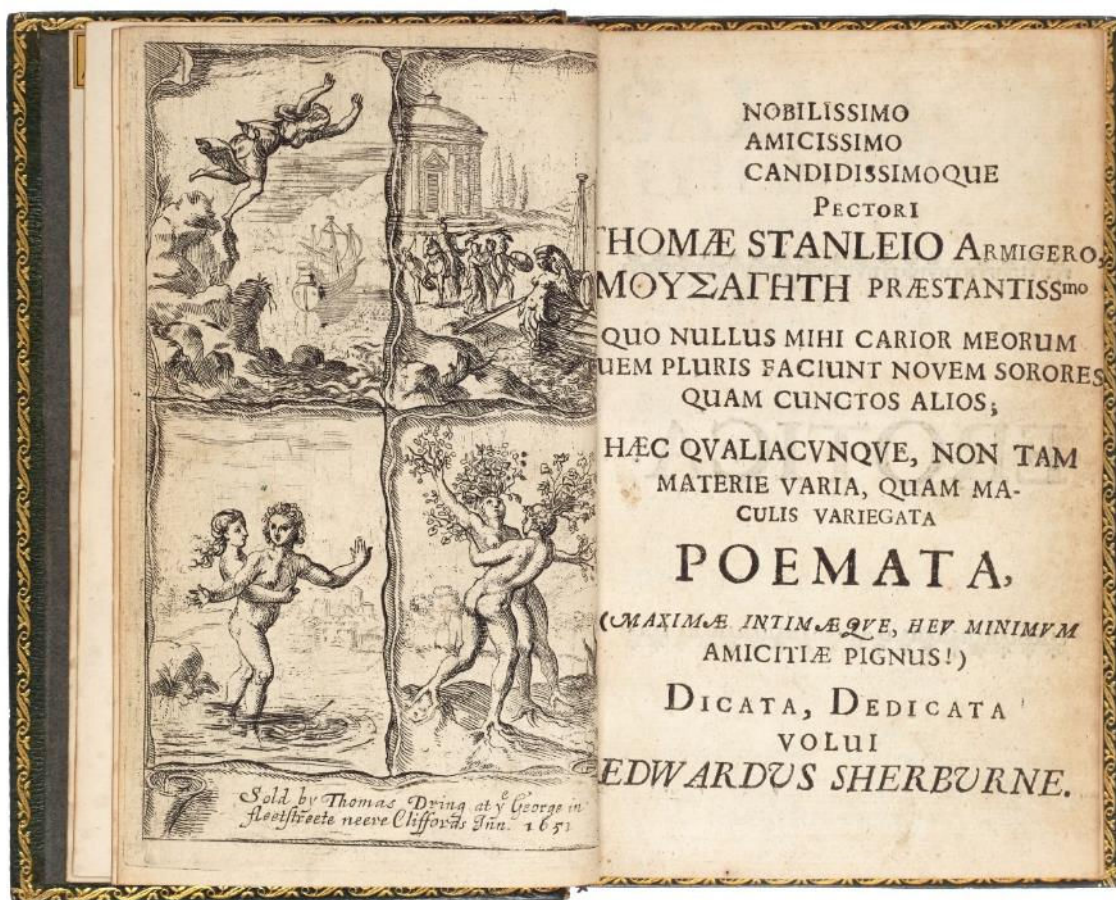 Sold by Thomas Dring at yͤ George in
fleetstreete neere Cliffords Inn. 1651
NOBILISSIMO
AMICISSIMO
CANDIDISSIMOQUE
PECTORI
THOMÆ STANLEIO ARMIGERO,
ΜΟΥΣΑΓΗΤΗ PRÆSTANTISSmo
QUO NULLUS MIHI CARIOR MEORUM
QUEM PLURIS FACIUNT NOVEM SORORES
QUAM CUNCTOS ALIOS;
HÆC QVALIACVNQVE, NON TAM
MATERIE VARIA, QUAM MA-
CULIS VARIEGATA
POEMATA,
(MAXIMÆ INTIMÆQVE, HEV MINIMVM
AMICITIÆ PIGNUS!)
DICATA, DEDICATA
VOLUI
EDWARDVS SHERBVRNE.